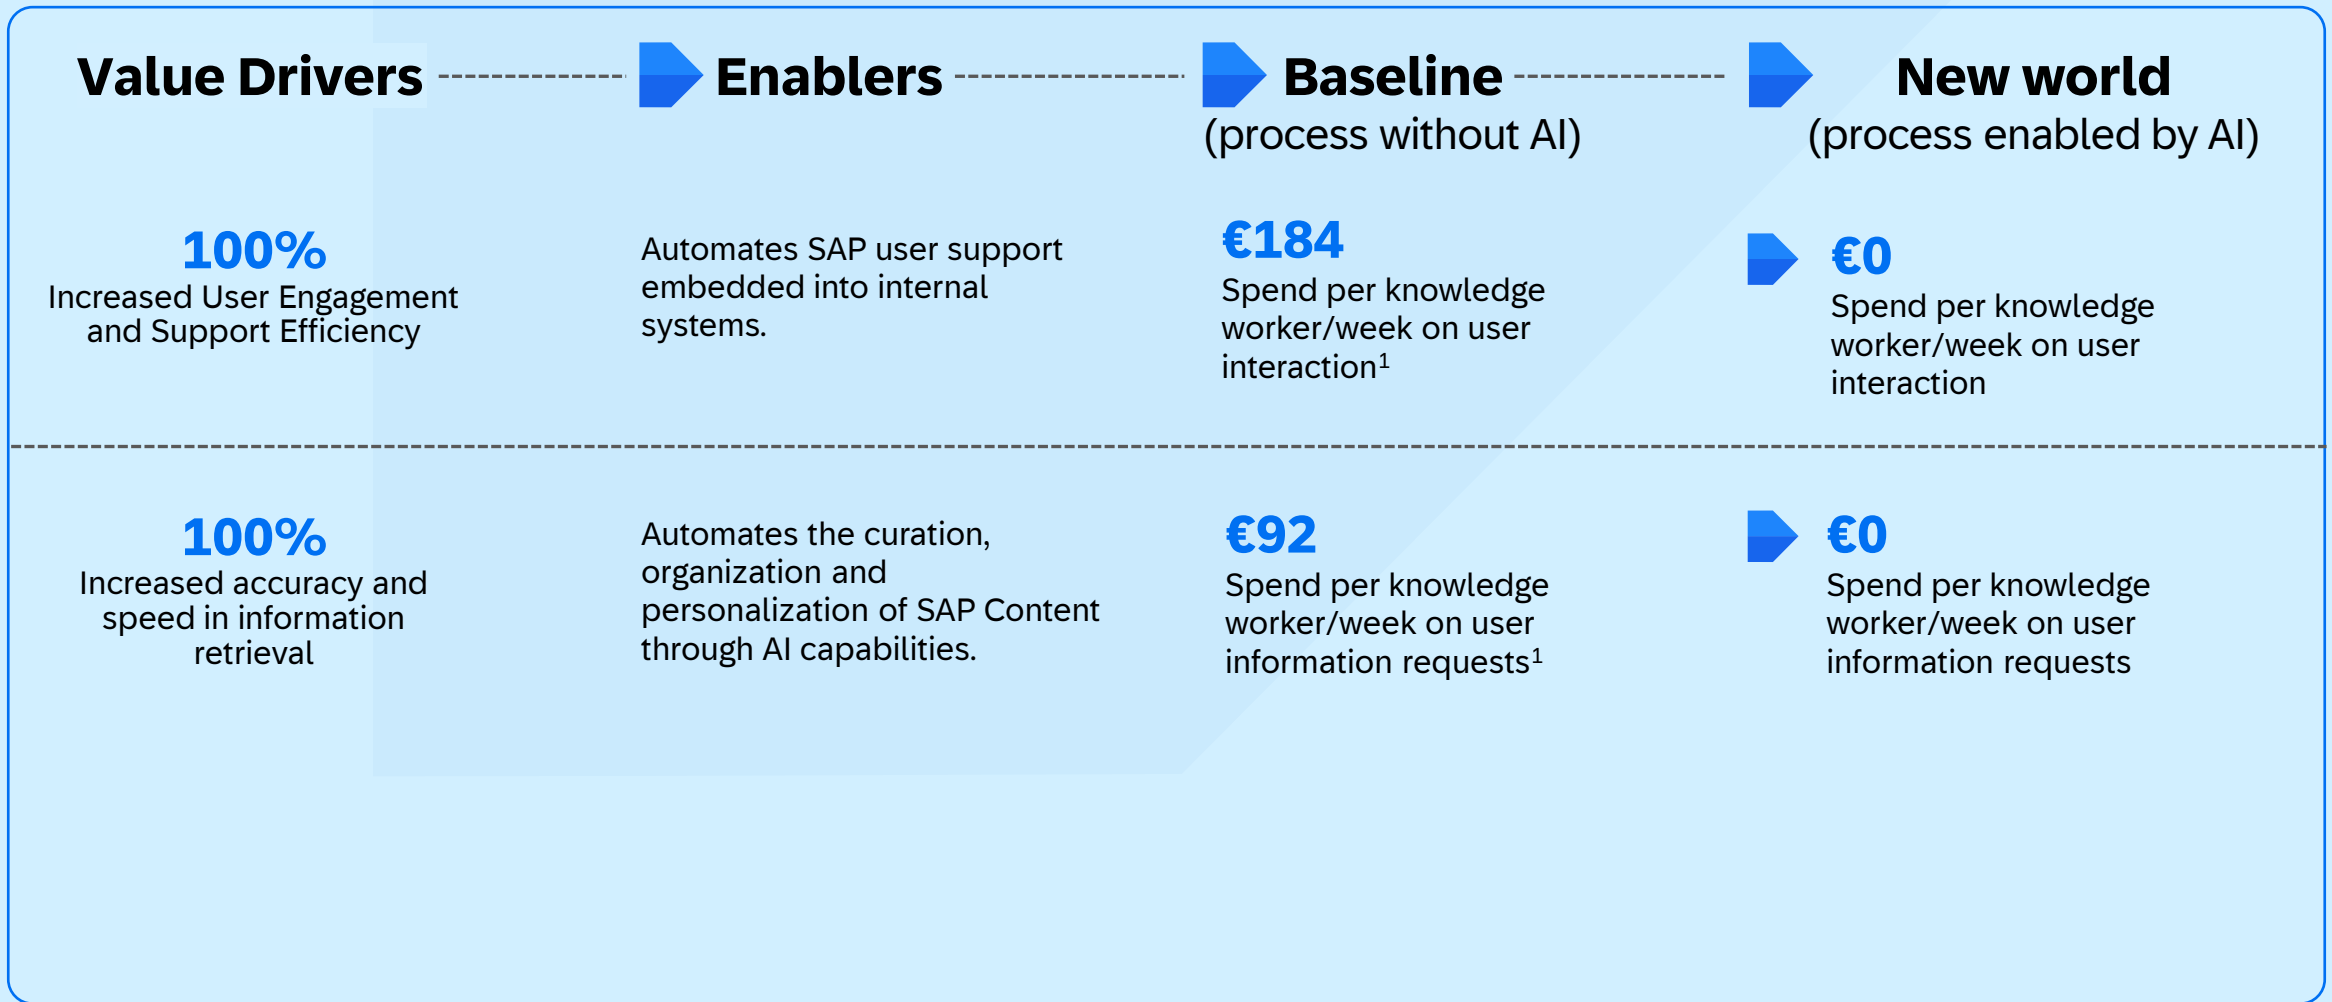 Value Drivers
Enablers
Baseline
(process without AI)
New world
(process enabled by AI)
100%
Increased User Engagement
and Support Efficiency
Automates SAP user support
embedded into internal
systems.
€184
Spend per knowledge
worker/week on user
interaction¹
€0
Spend per knowledge
worker/week on user
interaction
100%
Increased accuracy and
speed in information
retrieval
Automates the curation,
organization and
personalization of SAP Content
through AI capabilities.
€92
Spend per knowledge
worker/week on user
information requests¹
€0
Spend per knowledge
worker/week on user
information requests